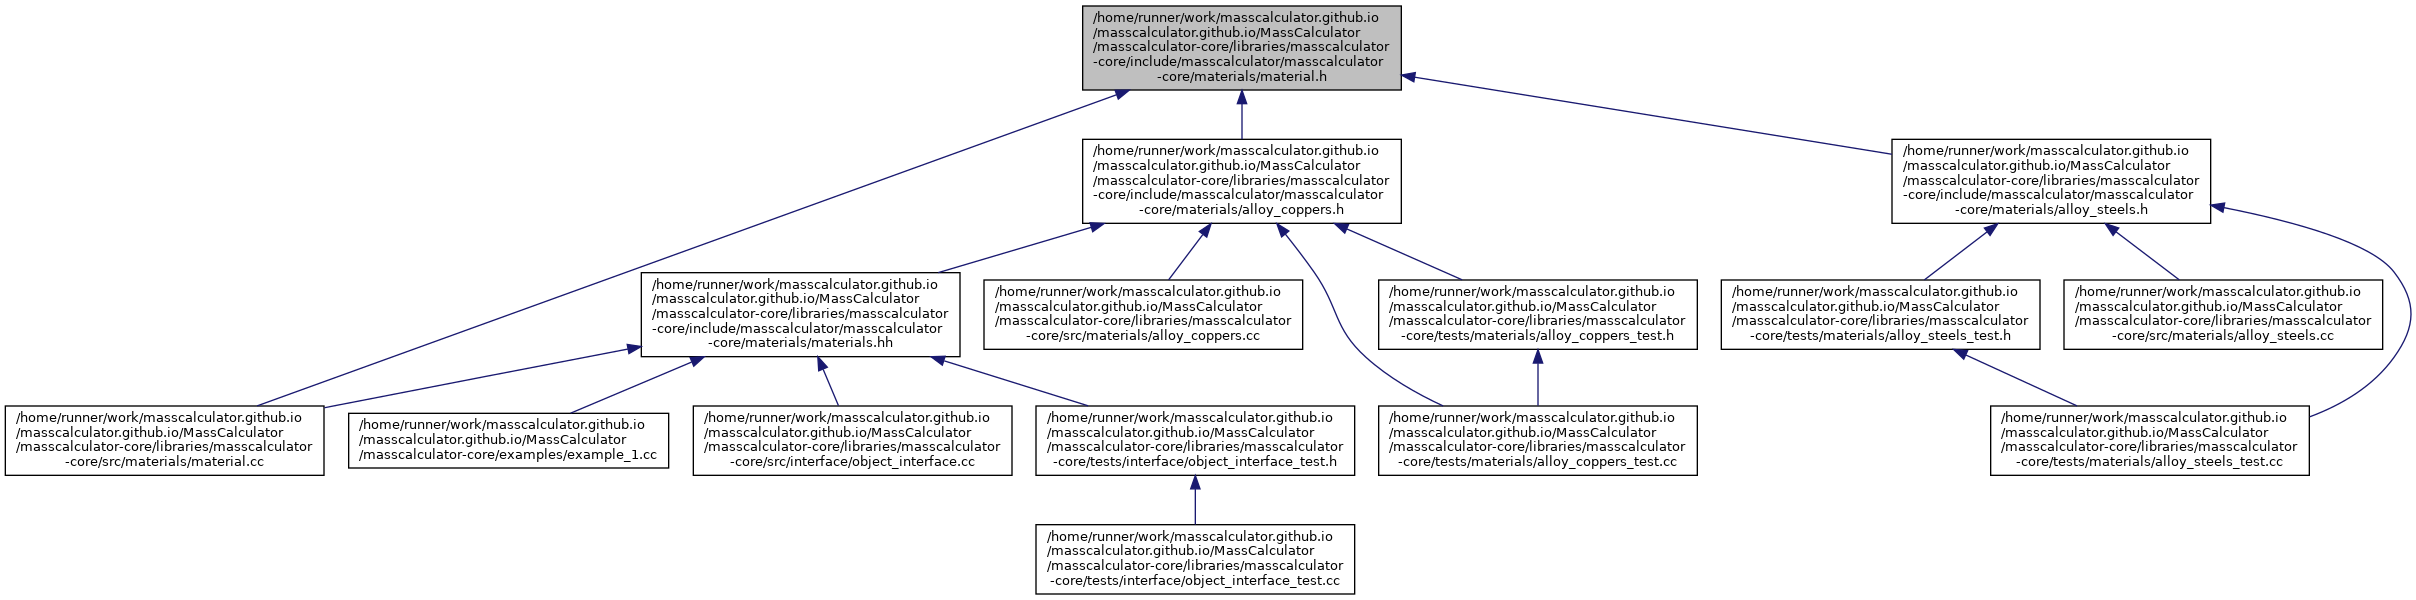 /home/runner/work/masscalculator.github.io
/masscalculator.github.io/MassCalculator
/masscalculator-core/libraries/masscalculator
-core/include/masscalculator/masscalculator
-core/materials/material.h
/home/runner/work/masscalculator.github.io
/masscalculator.github.io/MassCalculator
/masscalculator-core/libraries/masscalculator
-core/include/masscalculator/masscalculator
-core/materials/alloy_coppers.h
/home/runner/work/masscalculator.github.io
/masscalculator.github.io/MassCalculator
/masscalculator-core/libraries/masscalculator
-core/include/masscalculator/masscalculator
-core/materials/alloy_steels.h
/home/runner/work/masscalculator.github.io
/masscalculator.github.io/MassCalculator
/masscalculator-core/libraries/masscalculator
-core/include/masscalculator/masscalculator
-core/materials/materials.hh
/home/runner/work/masscalculator.github.io
/masscalculator.github.io/MassCalculator
/masscalculator-core/libraries/masscalculator
-core/src/materials/alloy_coppers.cc
/home/runner/work/masscalculator.github.io
/masscalculator.github.io/MassCalculator
/masscalculator-core/libraries/masscalculator
-core/tests/materials/alloy_coppers_test.h
/home/runner/work/masscalculator.github.io
/masscalculator.github.io/MassCalculator
/masscalculator-core/libraries/masscalculator
-core/tests/materials/alloy_steels_test.h
/home/runner/work/masscalculator.github.io
/masscalculator.github.io/MassCalculator
/masscalculator-core/libraries/masscalculator
-core/src/materials/alloy_steels.cc
/home/runner/work/masscalculator.github.io
/masscalculator.github.io/MassCalculator
/masscalculator-core/libraries/masscalculator
-core/src/materials/material.cc
/home/runner/work/masscalculator.github.io
/masscalculator.github.io/MassCalculator
/masscalculator-core/examples/example_1.cc
/home/runner/work/masscalculator.github.io
/masscalculator.github.io/MassCalculator
/masscalculator-core/libraries/masscalculator
-core/src/interface/object_interface.cc
/home/runner/work/masscalculator.github.io
/masscalculator.github.io/MassCalculator
/masscalculator-core/libraries/masscalculator
-core/tests/interface/object_interface_test.h
/home/runner/work/masscalculator.github.io
/masscalculator.github.io/MassCalculator
/masscalculator-core/libraries/masscalculator
-core/tests/materials/alloy_coppers_test.cc
/home/runner/work/masscalculator.github.io
/masscalculator.github.io/MassCalculator
/masscalculator-core/libraries/masscalculator
-core/tests/materials/alloy_steels_test.cc
/home/runner/work/masscalculator.github.io
/masscalculator.github.io/MassCalculator
/masscalculator-core/libraries/masscalculator
-core/tests/interface/object_interface_test.cc